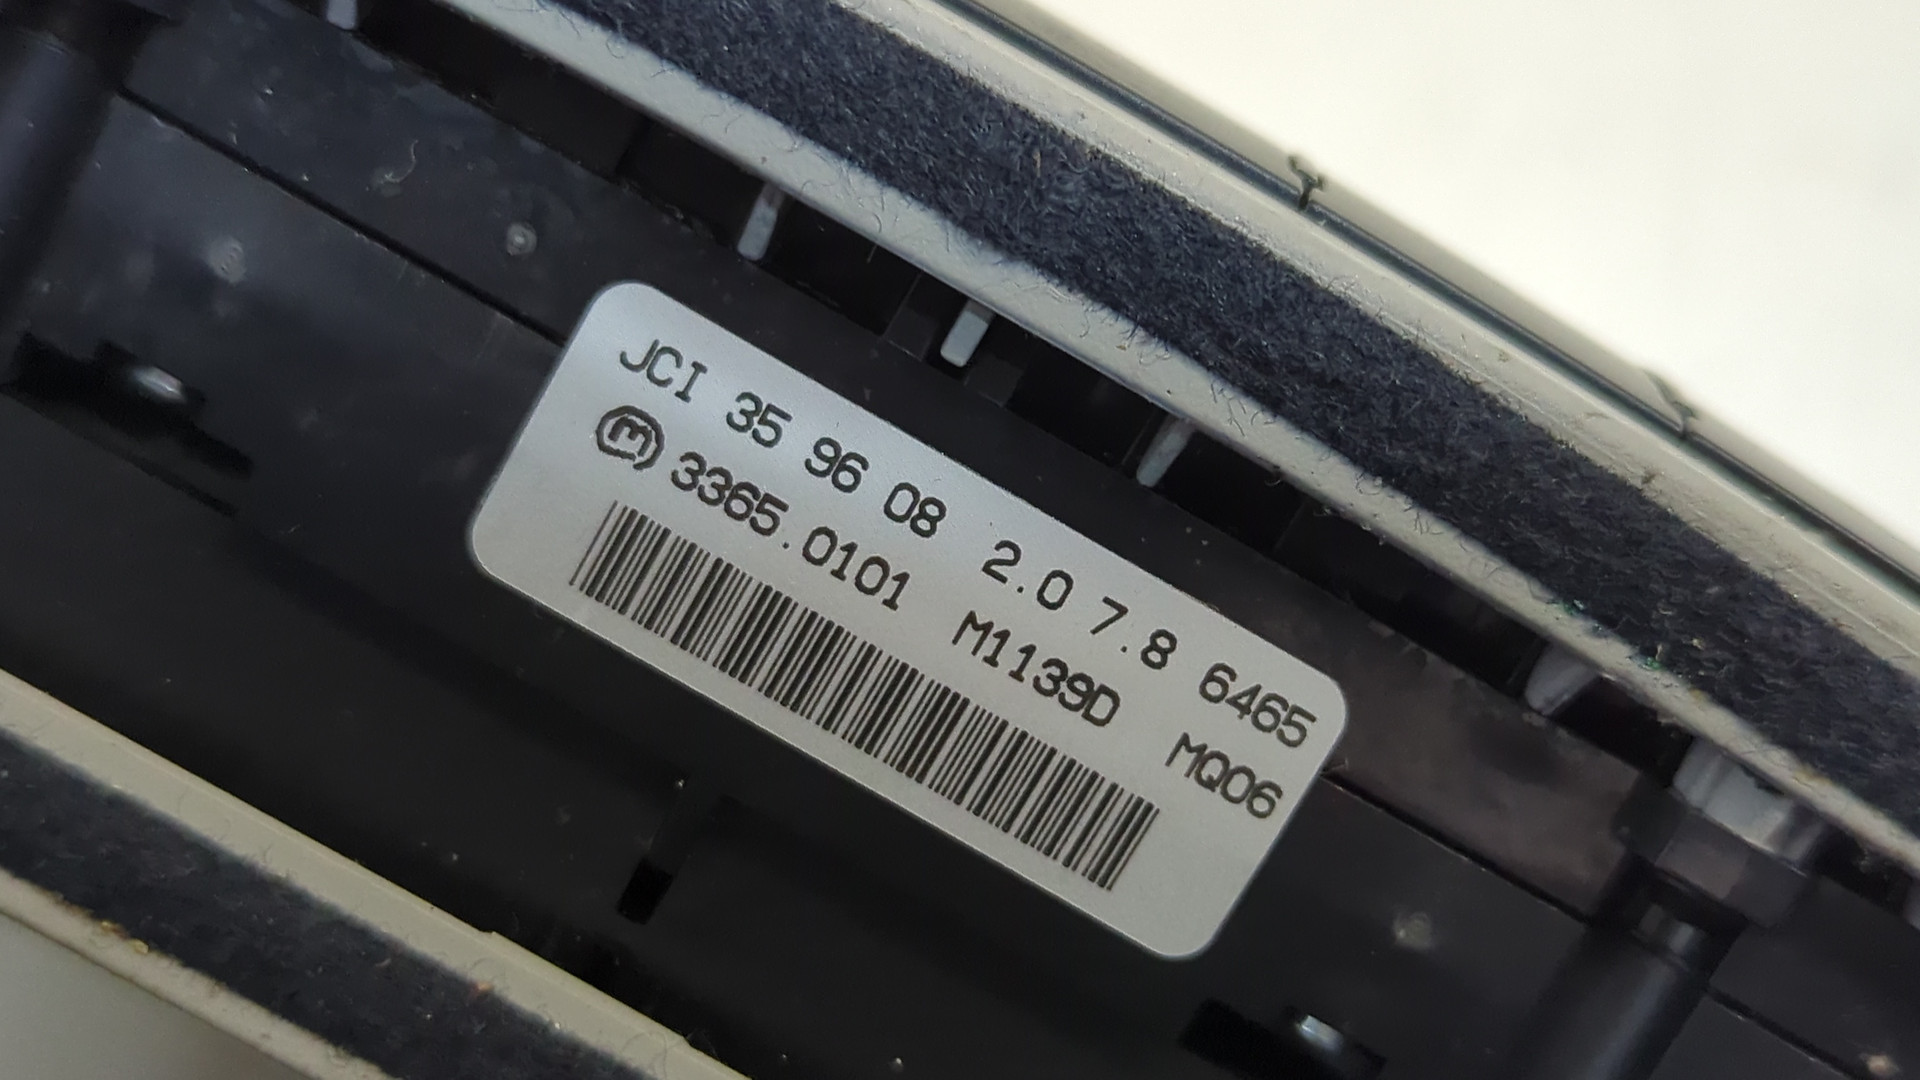 JCI 35 96 08 2.0 7.8 6465
m 3365.0101 M1139D MQ06